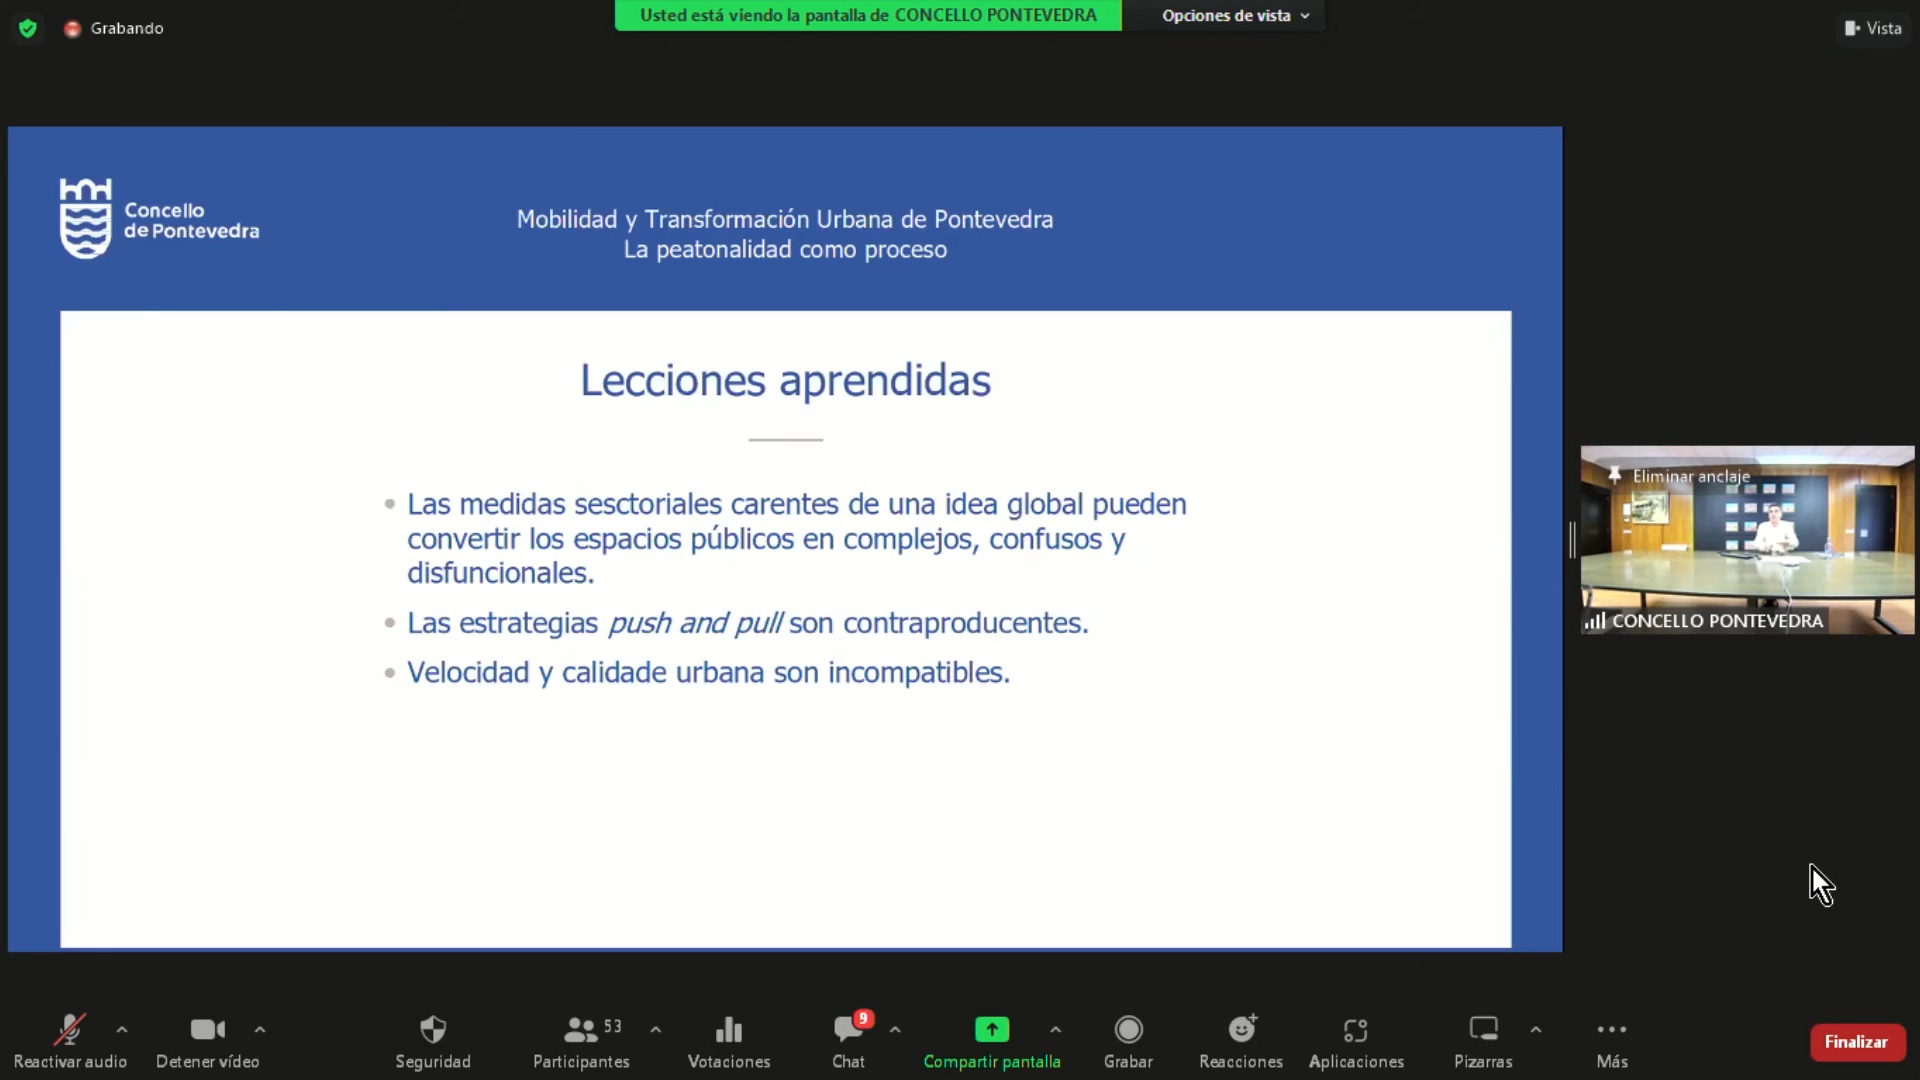 Grabando
Usted está viendo la pantalla de CONCELLO PONTEVEDRA
Opciones de vista
Vista
Concello
de Pontevedra
Mobilidad y Transformación Urbana de Pontevedra
La peatonalidad como proceso
Lecciones aprendidas
Las medidas sesctoriales carentes de una idea global pueden
convertir los espacios públicos en complejos, confusos y
disfuncionales.
Las estrategias push and pull son contraproducentes.
Velocidad y calidade urbana son incompatibles.
Eliminar anclaje
CONCELLO PONTEVEDRA
Reactivar audio
Detener vídeo
Seguridad
Participantes
53
Votaciones
Chat
9
Compartir pantalla
Grabar
Reacciones
Aplicaciones
Pizarras
Más
Finalizar